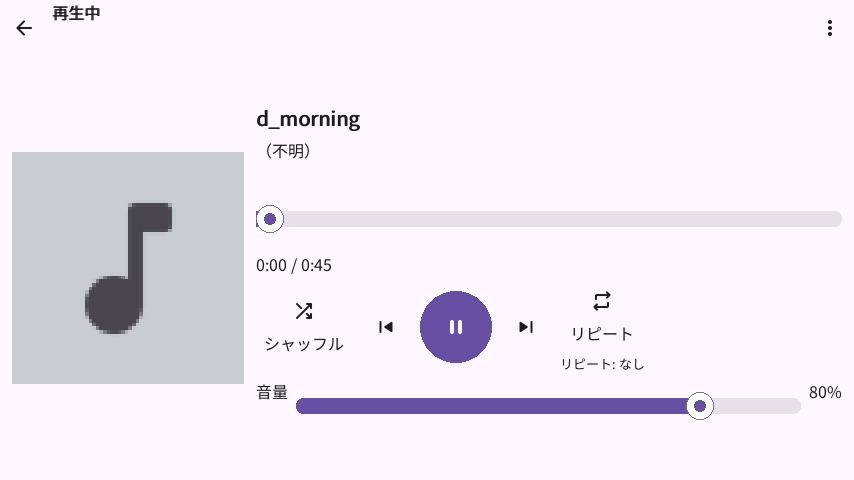 再生中
d_morning
（不明）
0:00 / 0:45
シャッフル
リピート
リピート: なし
音量
80%